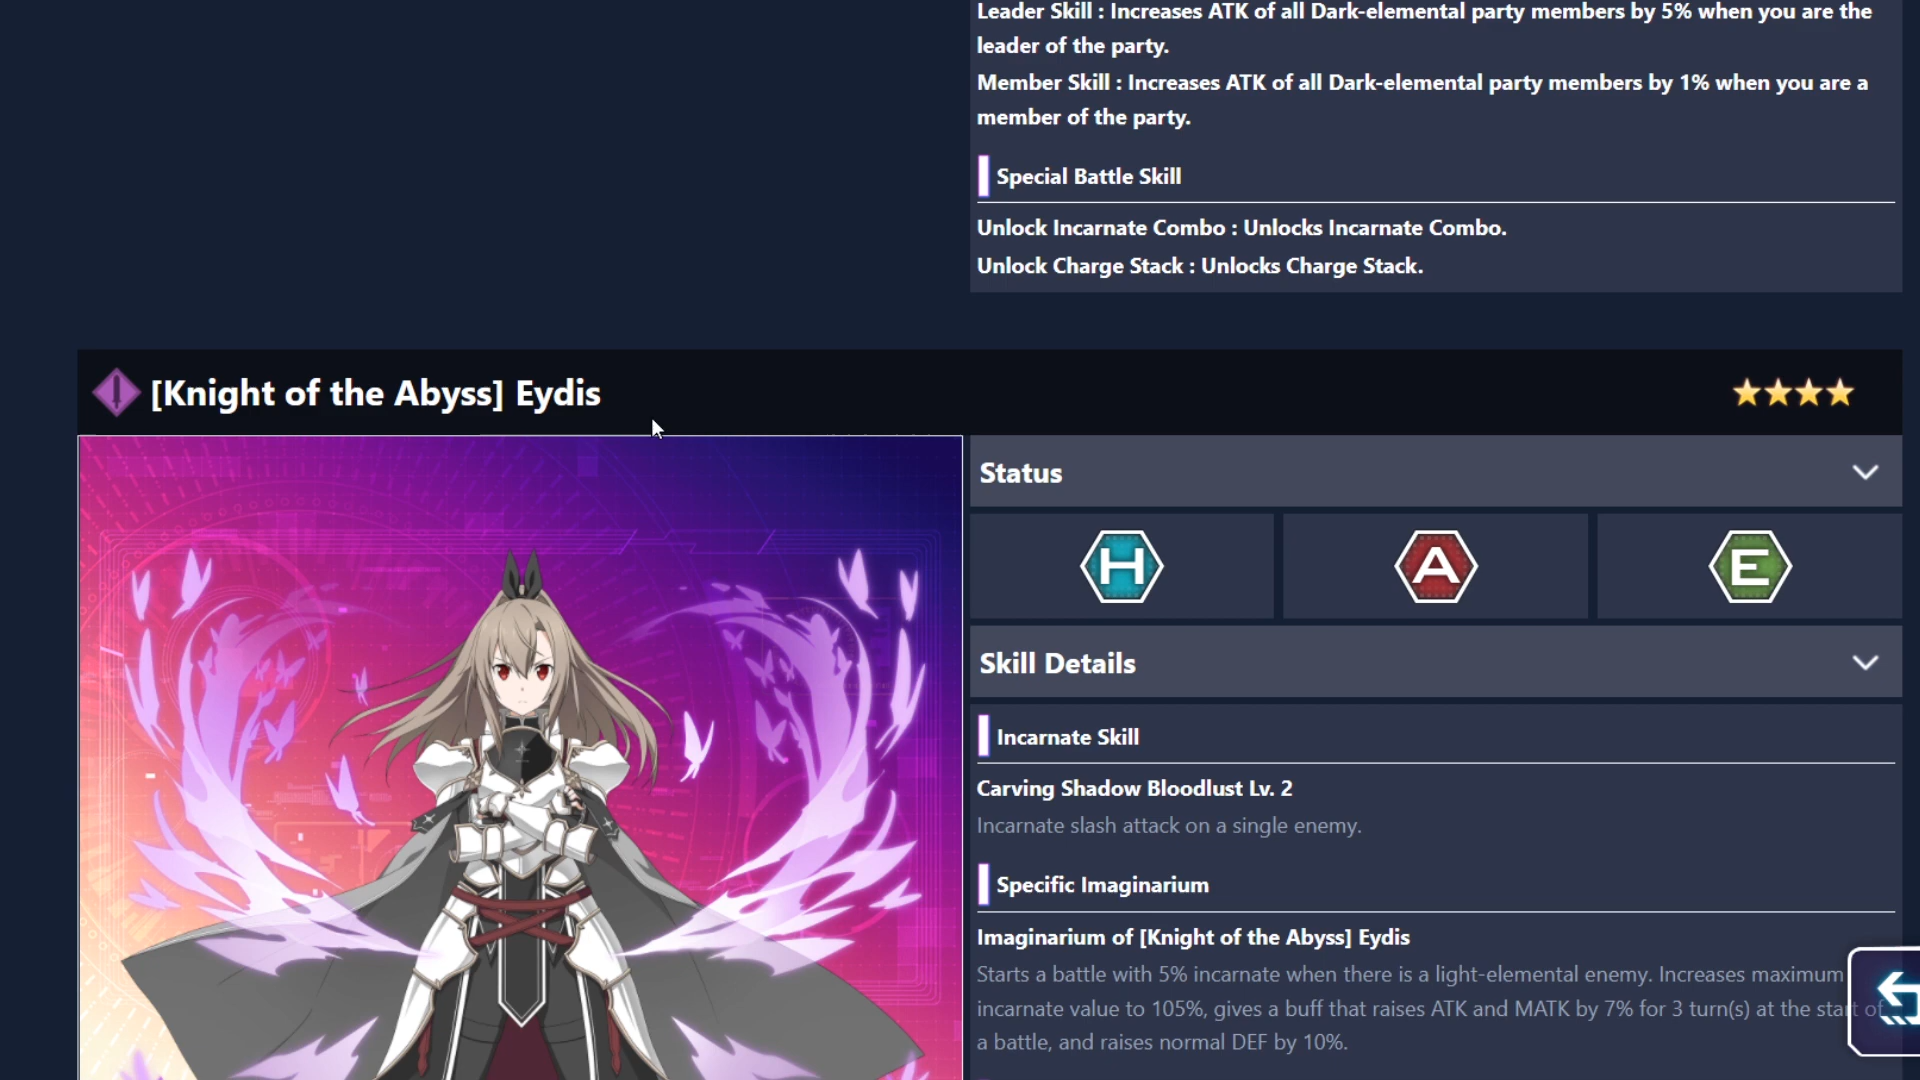 Leader Skill : Increases ATK of all Dark-elemental party members by 5% when you are the
leader of the party.
Member Skill : Increases ATK of all Dark-elemental party members by 1% when you are a
member of the party.
Special Battle Skill
Unlock Incarnate Combo : Unlocks Incarnate Combo.
Unlock Charge Stack : Unlocks Charge Stack.
[Knight of the Abyss] Eydis
Status
H A E
Skill Details
Incarnate Skill
Carving Shadow Bloodlust Lv. 2
Incarnate slash attack on a single enemy.
Specific Imaginarium
Imaginarium of [Knight of the Abyss] Eydis
Starts a battle with 5% incarnate when there is a light-elemental enemy. Increases maximum
incarnate value to 105%, gives a buff that raises ATK and MATK by 7% for 3 turn(s) at the start of
a battle, and raises normal DEF by 10%.